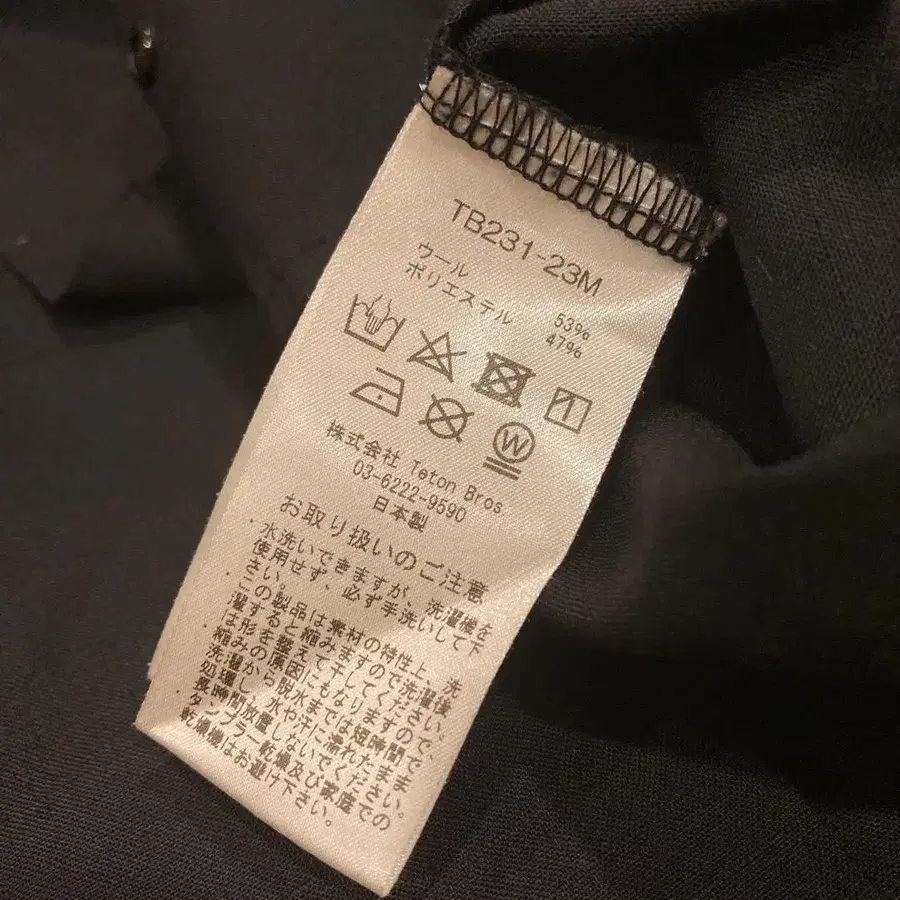 TB231-23M
ウール 53%
ポリエステル 47%
W
株式会社 Teton Bros
03-6222-9590
日本製
お取り扱いのご注意
・水洗いできますが、洗濯機を
使用せず、必ず手洗いして下
さい。
・この製品は素材の特性上、洗
濯すると縮みますので洗濯後
は形を整えて干してください。
縮みの原因にもなりますので、
洗濯から脱水までは短時間で
処理し、水や汗に濡れたまま
長時間放置しないでください。
・タンブラー乾燥及び家庭での
乾燥機はお避け下さい。